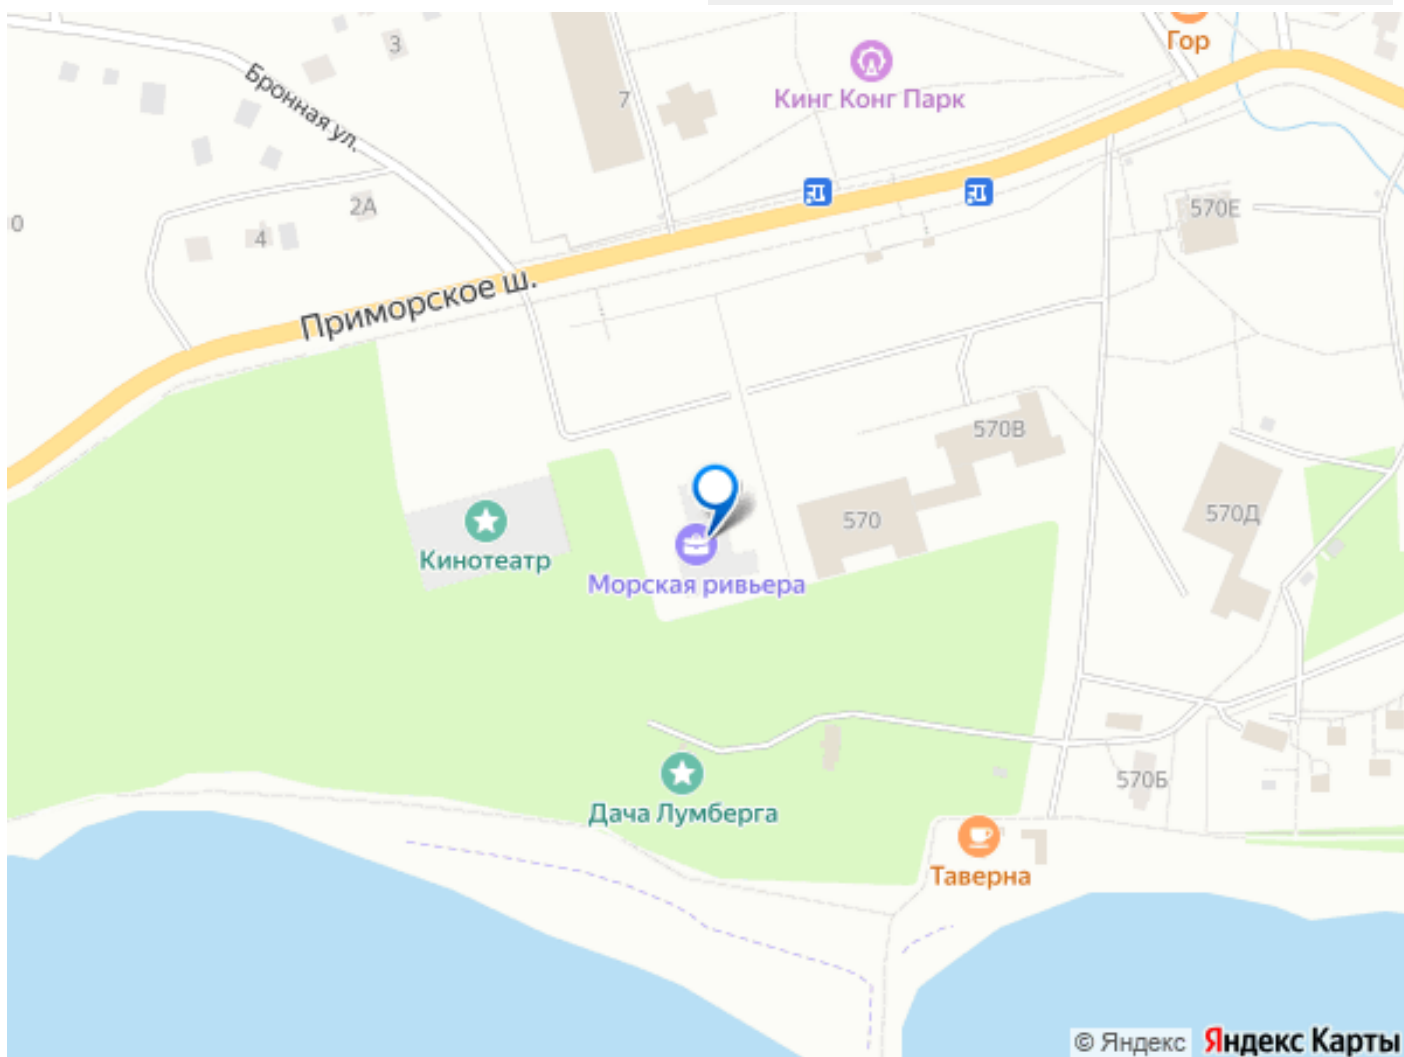 Гор
3
Бронная ул.
7
Кинг Конг Парк
2А
570Е
0
4
Приморское ш.
570В
570
570Д
Кинотеатр
Морская ривьера
570Б
Дача Лумберга
Таверна
© Яндекс Яндекс Карты